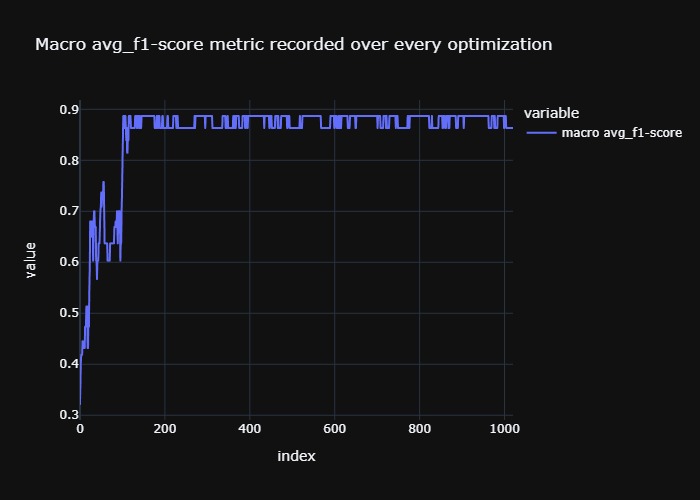 Macro avg_f1-score metric recorded over every optimization
variable
macro avg_f1-score
0.9
0.8
0.7
0.6
0.5
0.4
0.3
value
0
200
400
600
800
1000
index